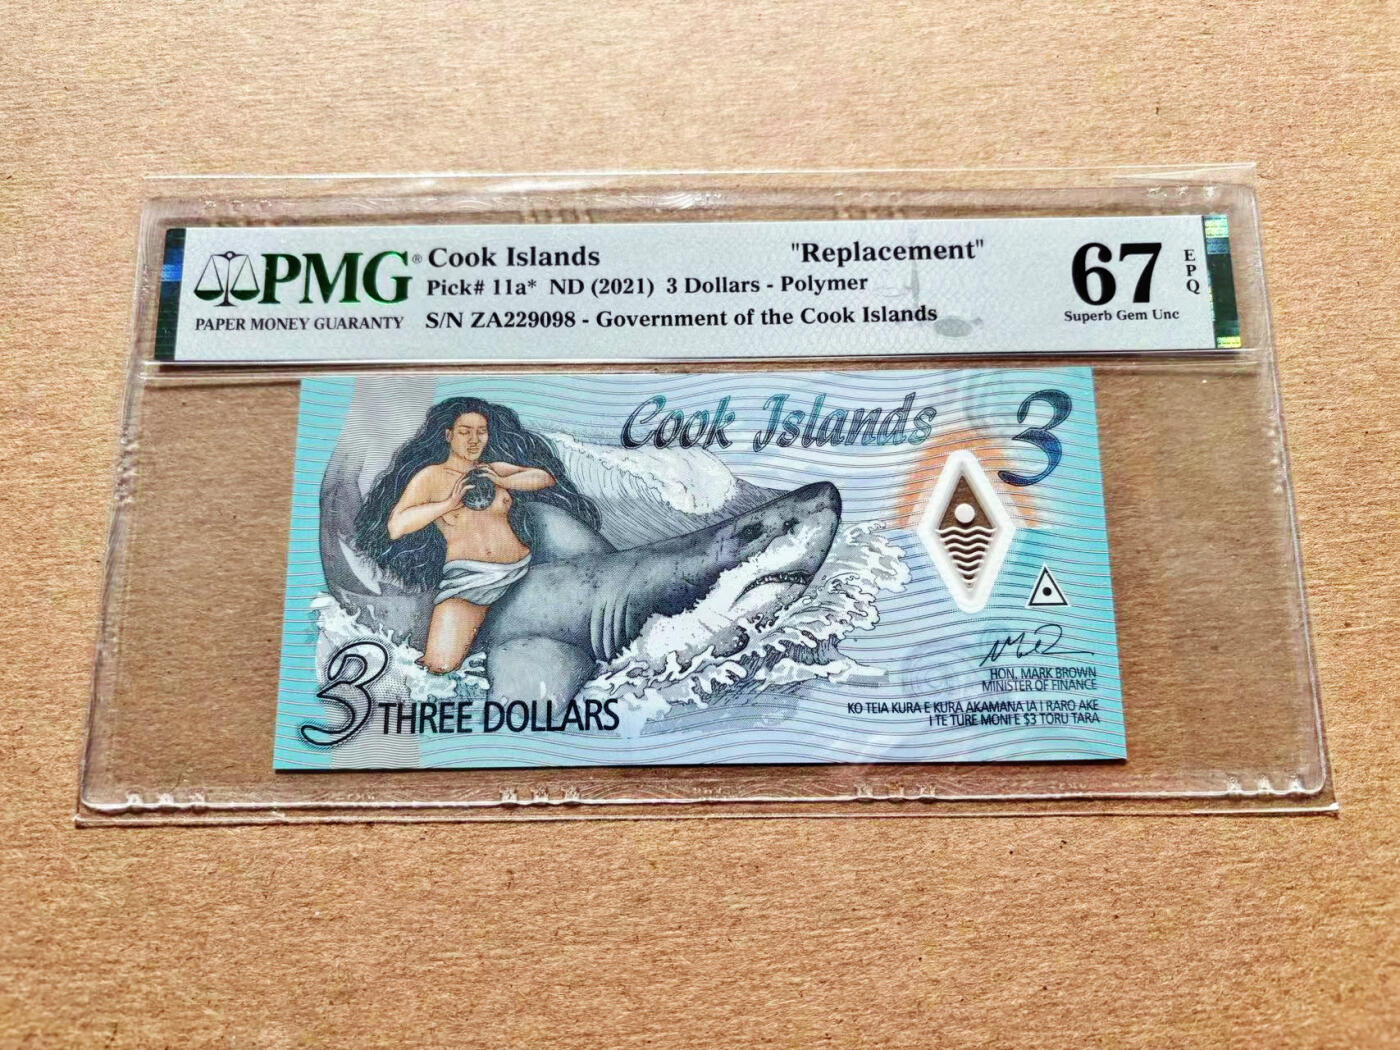 PMG® Cook Islands "Replacement" 67 EPQ
Pick# 11a* ND (2021) 3 Dollars - Polymer
PAPER MONEY GUARANTY S/N ZA229098 - Government of the Cook Islands Superb Gem Unc
Cook Islands 3
HON. MARK BROWN
MINISTER OF FINANCE
3 THREE DOLLARS
KO TEIA KURA E KURA AKAMANA IA I RARO AKE
I TE TURE MONI E $3 TORU TARA